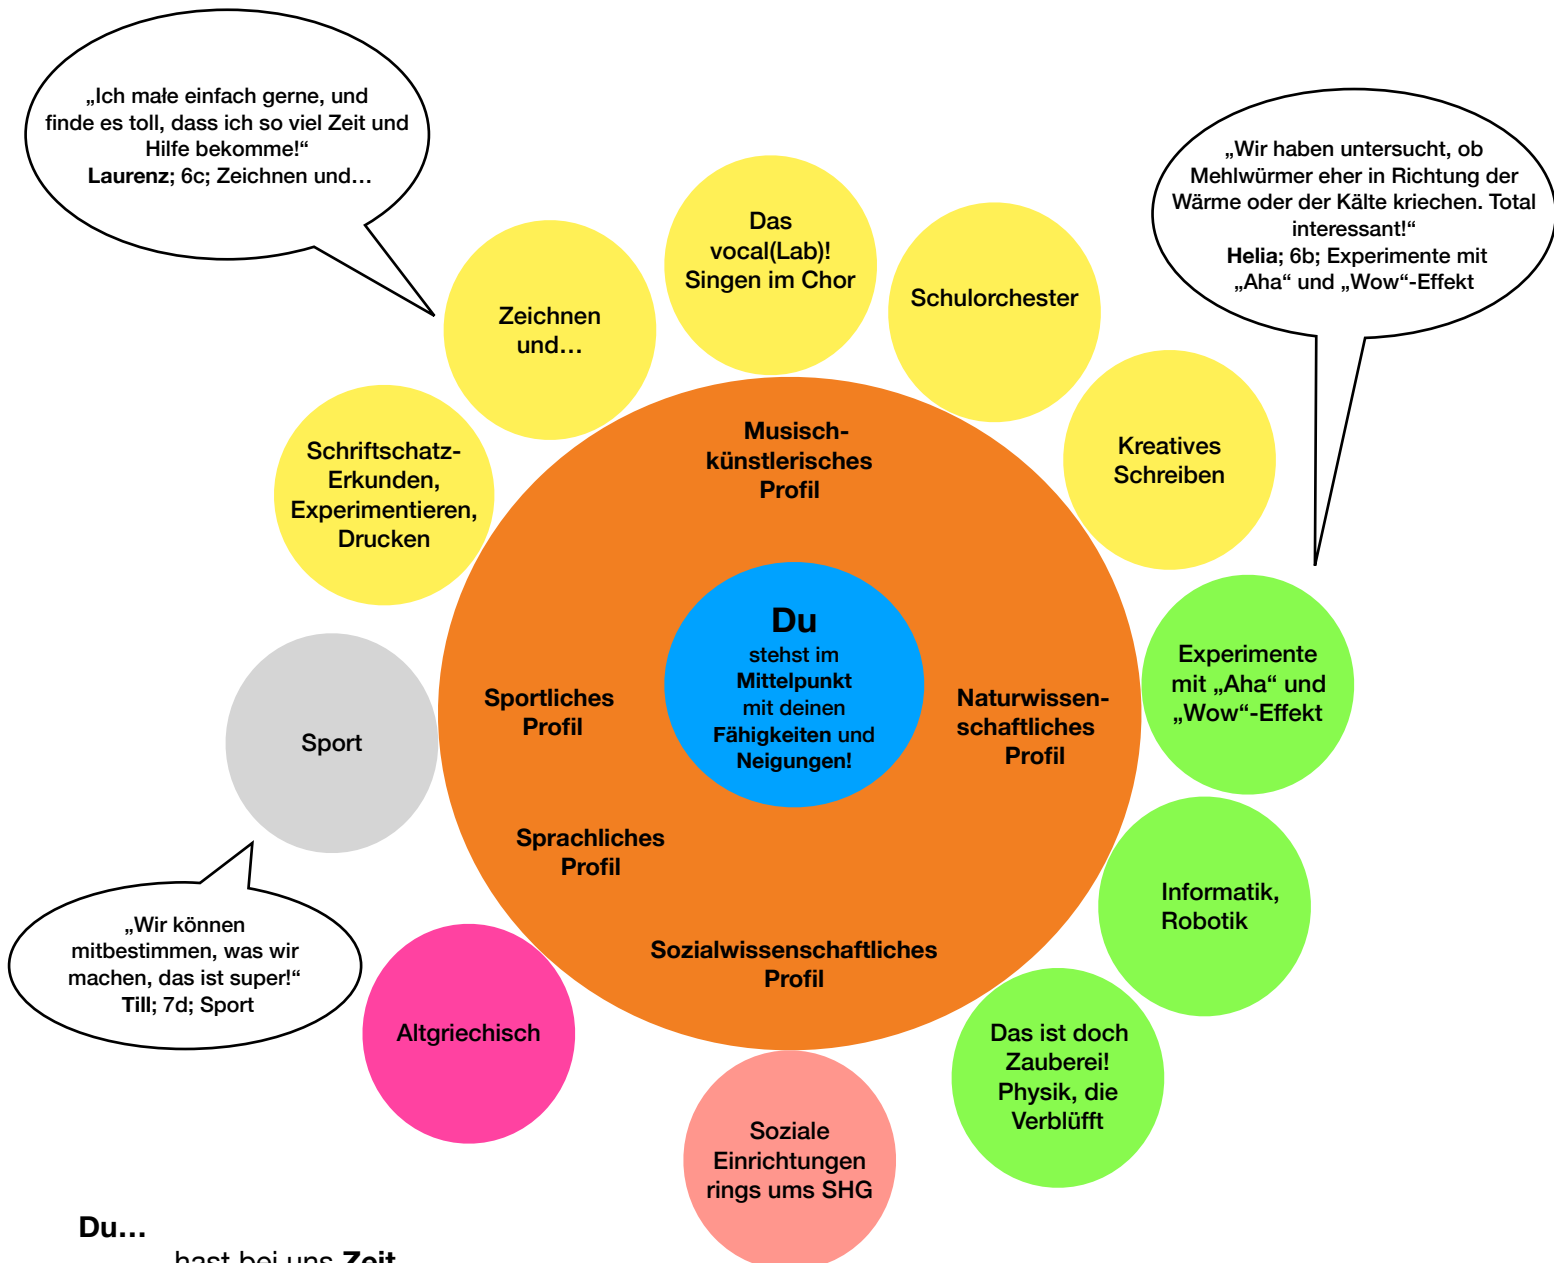 „Ich małe einfach gerne, und
finde es toll, dass ich so viel Zeit und
Hilfe bekomme!“
Laurenz; 6c; Zeichnen und…
„Wir haben untersucht, ob
Mehlwürmer eher in Richtung der
Wärme oder der Kälte kriechen. Total
interessant!“
Helia; 6b; Experimente mit
„Aha“ und „Wow“-Effekt
Das
vocal(Lab)!
Singen im Chor
Schulorchester
Zeichnen
und…
Kreatives
Schreiben
Schriftschatz-
Erkunden,
Experimentieren,
Drucken
Musisch-
künstlerisches
Profil
Du
stehst im
Mittelpunkt
mit deinen
Fähigkeiten und
Neigungen!
Sportliches
Profil
Naturwissen-
schaftliches
Profil
Experimente
mit „Aha“ und
„Wow“-Effekt
Sport
Sprachliches
Profil
Informatik,
Robotik
Sozialwissenschaftliches
Profil
„Wir können
mitbestimmen, was wir
machen, das ist super!“
Till; 7d; Sport
Altgriechisch
Das ist doch
Zauberei!
Physik, die
Verblüfft
Soziale
Einrichtungen
rings ums SHG
Du…
hast bei uns Zeit